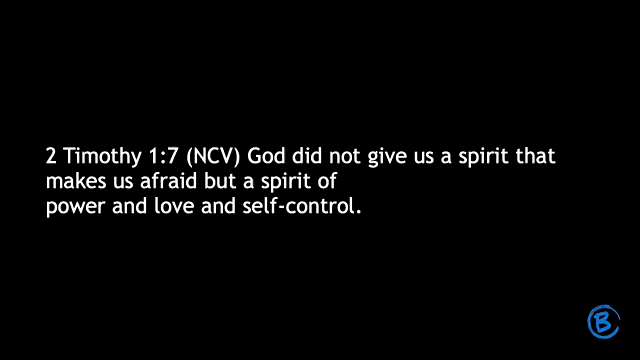 2 Timothy 1:7 (NCV) God did not give us a spirit that
makes us afraid but a spirit of
power and love and self-control.
B